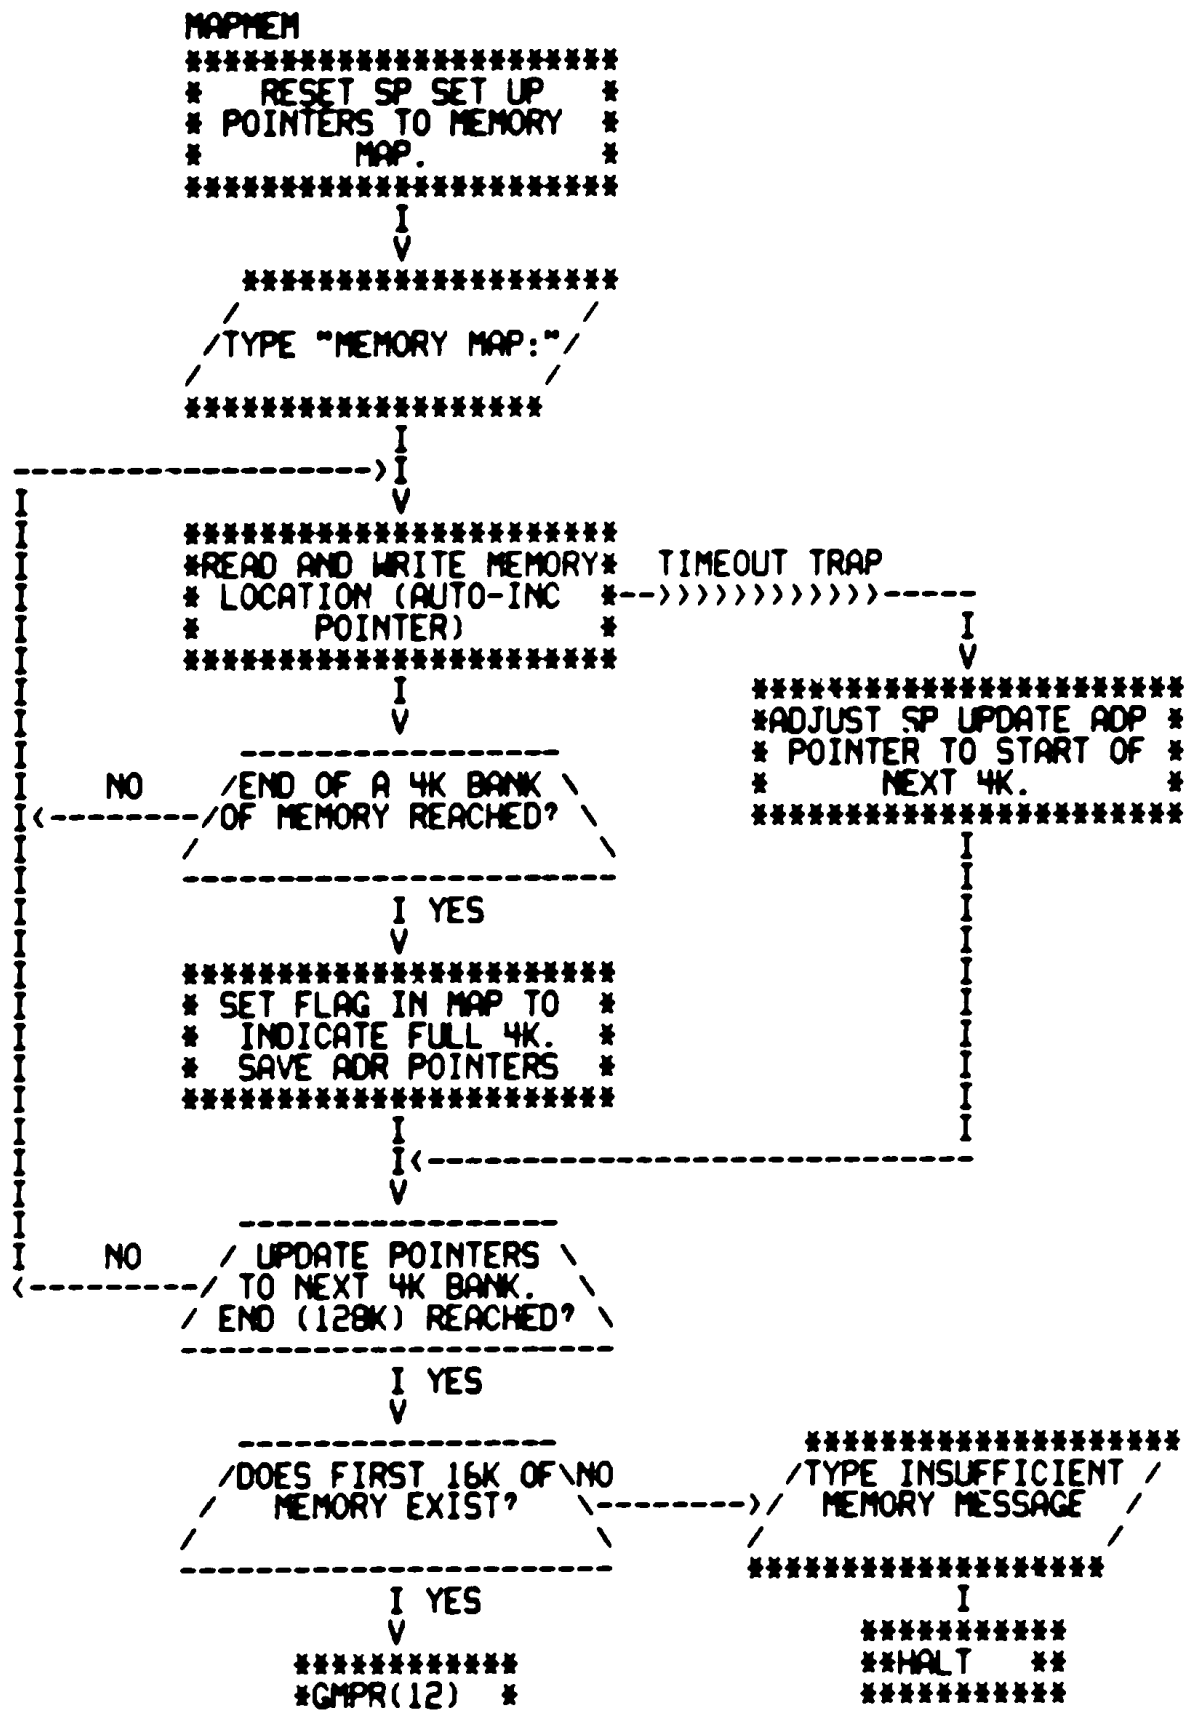 MAPMEM
RESET SP SET UP
POINTERS TO MEMORY
MAP.
TYPE "MEMORY MAP:"
READ AND WRITE MEMORY
LOCATION (AUTO-INC
POINTER)
TIMEOUT TRAP
ADJUST SP UPDATE ADP
POINTER TO START OF
NEXT 4K.
NO
END OF A 4K BANK
OF MEMORY REACHED?
YES
SET FLAG IN MAP TO
INDICATE FULL 4K.
SAVE ADR POINTERS
NO
UPDATE POINTERS
TO NEXT 4K BANK.
END (128K) REACHED?
YES
DOES FIRST 16K OF
MEMORY EXIST?
NO
TYPE INSUFFICIENT
MEMORY MESSAGE
YES
HALT
GMPR(12)